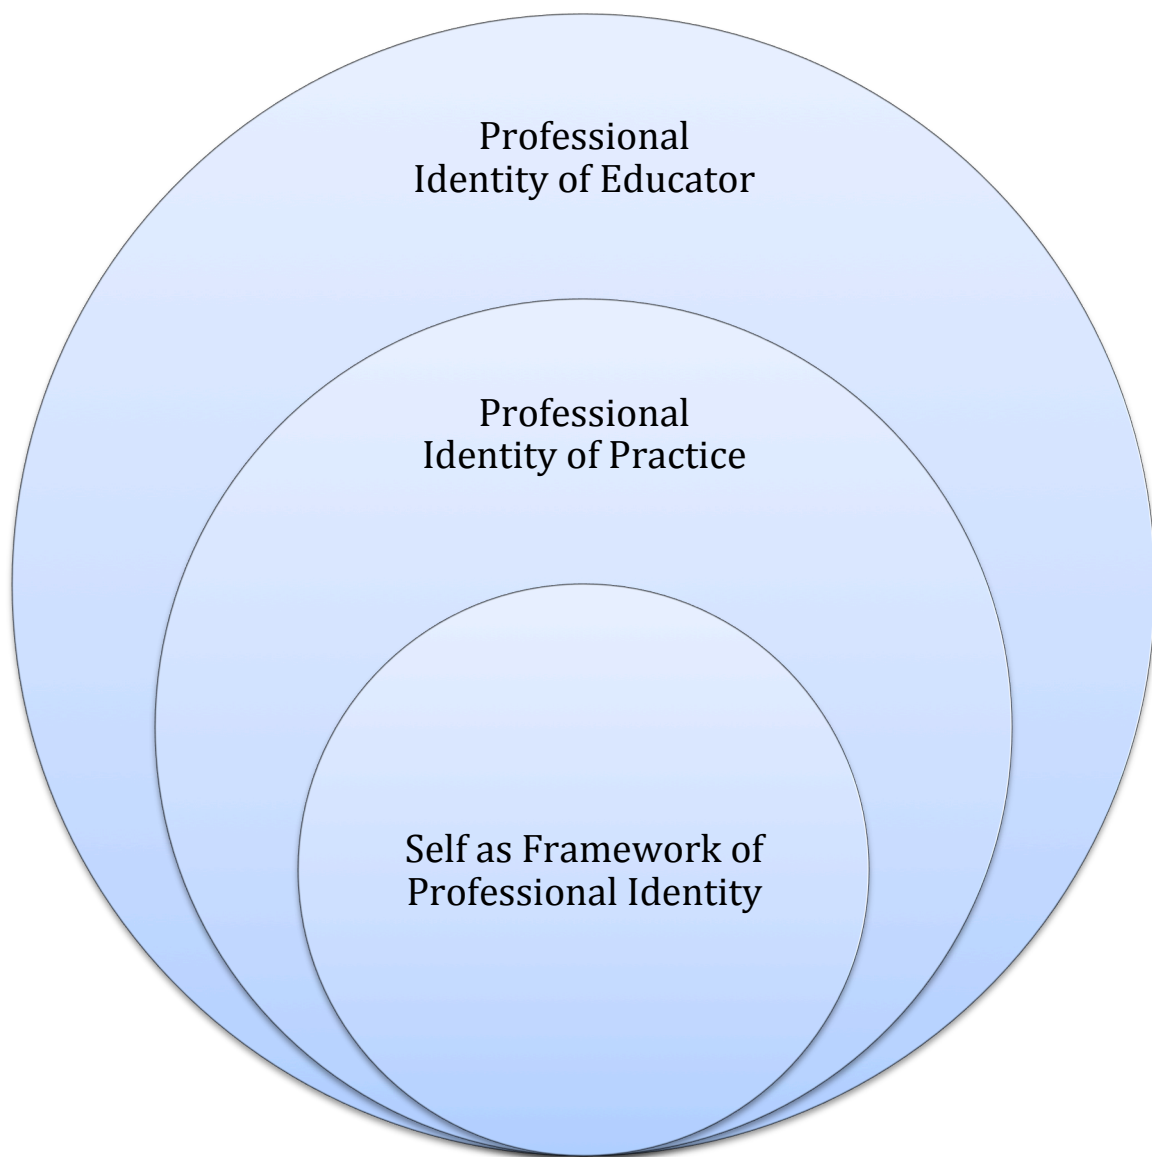 Professional
Identity of Educator
Professional
Identity of Practice
Self as Framework of
Professional Identity